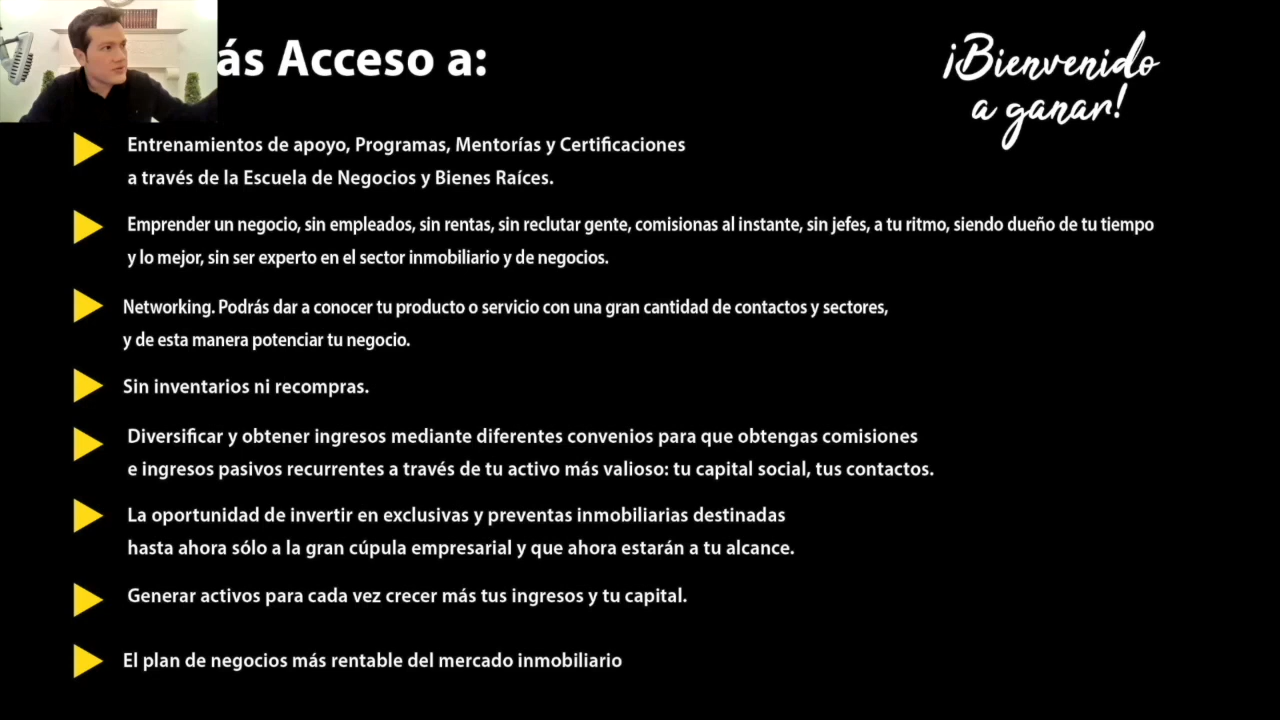 ás Acceso a:
¡Bienvenido
a ganar!
Entrenamientos de apoyo, Programas, Mentorías y Certificaciones
a través de la Escuela de Negocios y Bienes Raíces.
Emprender un negocio, sin empleados, sin rentas, sin reclutar gente, comisionas al instante, sin jefes, a tu ritmo, siendo dueño de tu tiempo
y lo mejor, sin ser experto en el sector inmobiliario y de negocios.
Networking. Podrás dar a conocer tu producto o servicio con una gran cantidad de contactos y sectores,
y de esta manera potenciar tu negocio.
Sin inventarios ni recompras.
Diversificar y obtener ingresos mediante diferentes convenios para que obtengas comisiones
e ingresos pasivos recurrentes a través de tu activo más valioso: tu capital social, tus contactos.
La oportunidad de invertir en exclusivas y preventas inmobiliarias destinadas
hasta ahora sólo a la gran cúpula empresarial y que ahora estarán a tu alcance.
Generar activos para cada vez crecer más tus ingresos y tu capital.
El plan de negocios más rentable del mercado inmobiliario